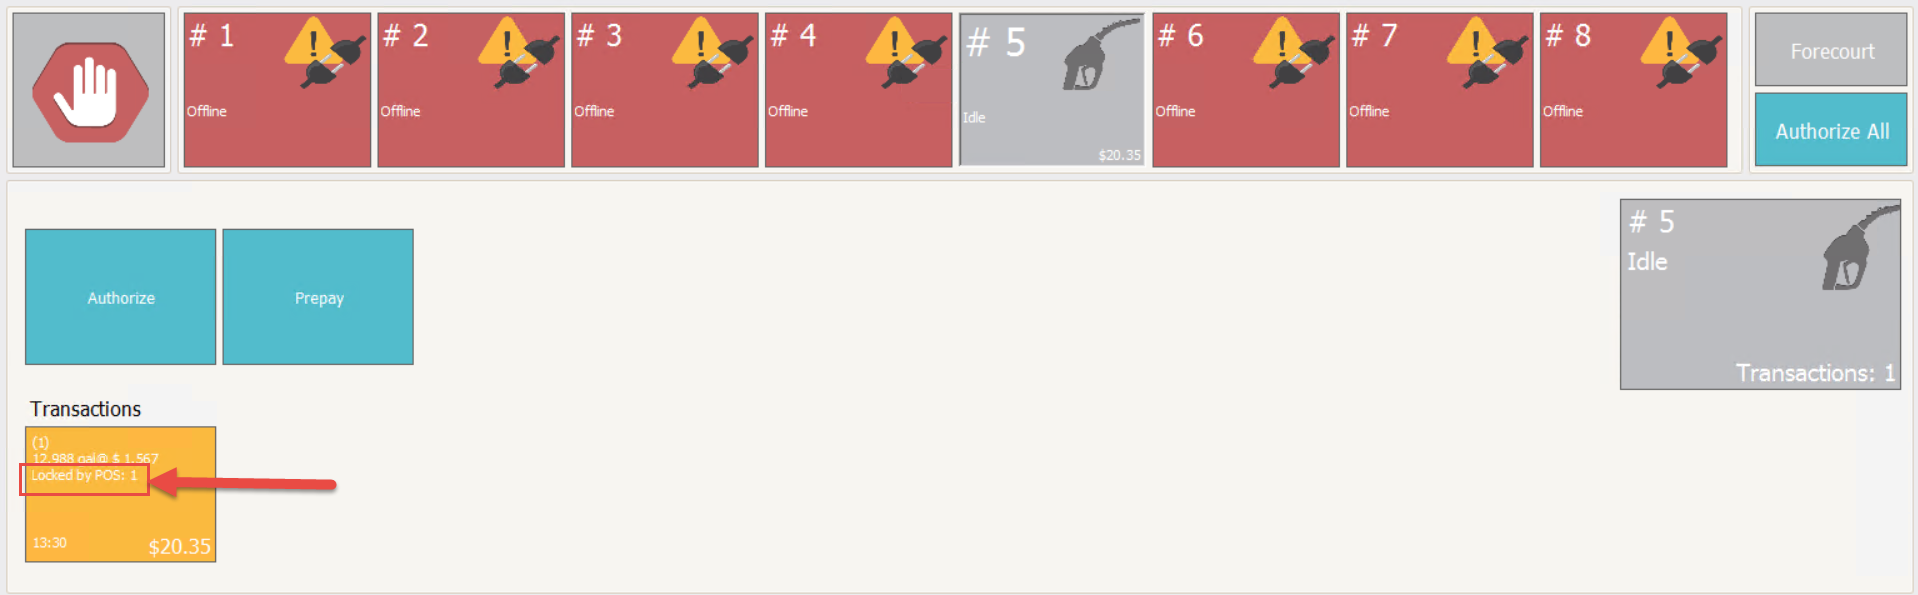 # 1
Offline
# 2
Offline
# 3
Offline
# 4
Offline
# 5
Idle
$20.35
# 6
Offline
# 7
Offline
# 8
Offline
Forecourt
Authorize All
# 5
Idle
Transactions: 1
Authorize
Prepay
Transactions
(1)
12.988 gal@ $ 1.567
Locked by POS: 1
13:30
$20.35